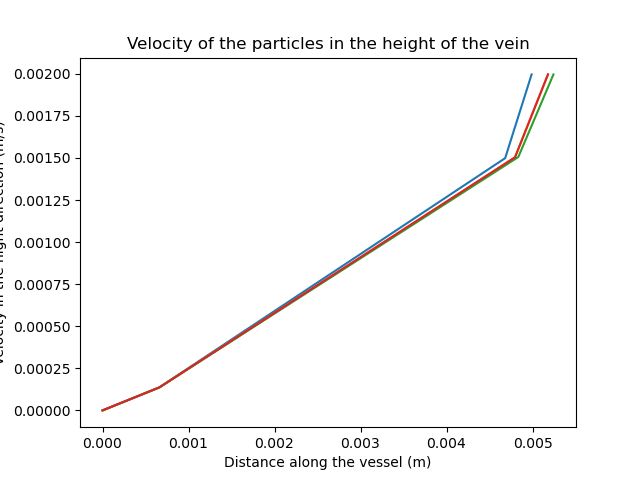 Velocity of the particles in the height of the vein
0.00200
0.00175
0.00150
0.00125
0.00100
0.00075
0.00050
0.00025
0.00000
in the
direction (m/s)
0.000 0.001 0.002 0.003 0.004 0.005
Distance along the vessel (m)